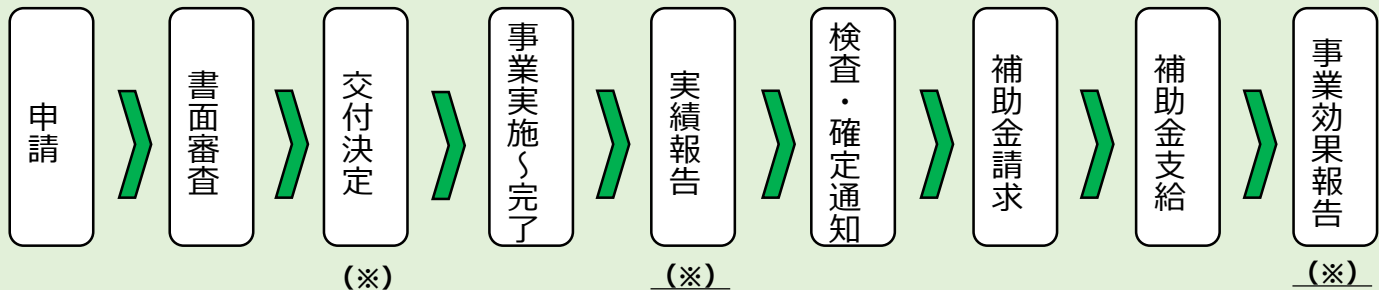 申請
書面審査
交付決定
事業実施～完了
実績報告
検査・確定通知
補助金請求
補助金支給
事業効果報告
(※)
(※)
(※)